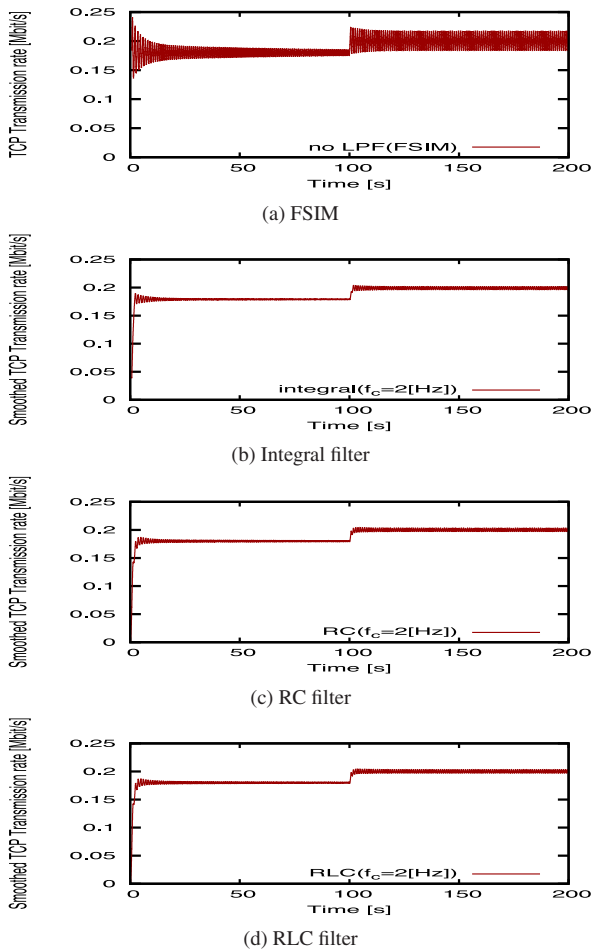 TCP Transmission rate [Mbit/s]
0.25
0.2
0.15
0.1
0.05
0
no LPF(FSIM)
0 50 100 150 200
Time [s]
(a) FSIM
Smoothed TCP Transmission rate [Mbit/s]
0.25
0.2
0.15
0.1
0.05
0
integral(f_c=2[Hz])
0 50 100 150 200
Time [s]
(b) Integral filter
Smoothed TCP Transmission rate [Mbit/s]
0.25
0.2
0.15
0.1
0.05
0
RC(f_c=2[Hz])
0 50 100 150 200
Time [s]
(c) RC filter
Smoothed TCP Transmission rate [Mbit/s]
0.25
0.2
0.15
0.1
0.05
0
RLC(f_c=2[Hz])
0 50 100 150 200
Time [s]
(d) RLC filter